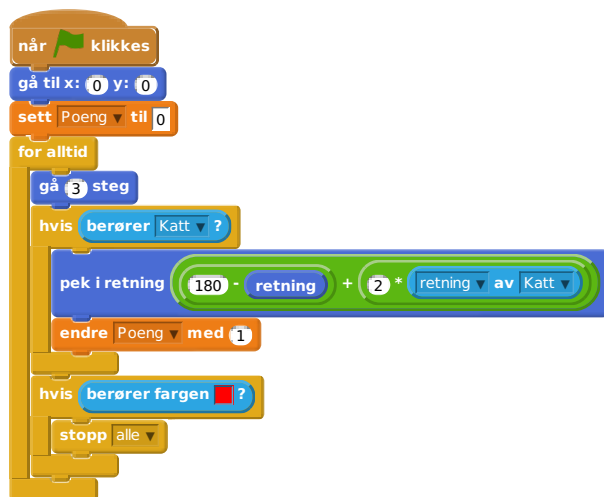 når klikkes
gå til x: 0 y: 0
sett Poeng til 0
for alltid
gå 3 steg
hvis berører Katt ?
pek i retning 180 - retning + 2 * retning av Katt
endre Poeng med 1
hvis berører fargen ?
stopp alle